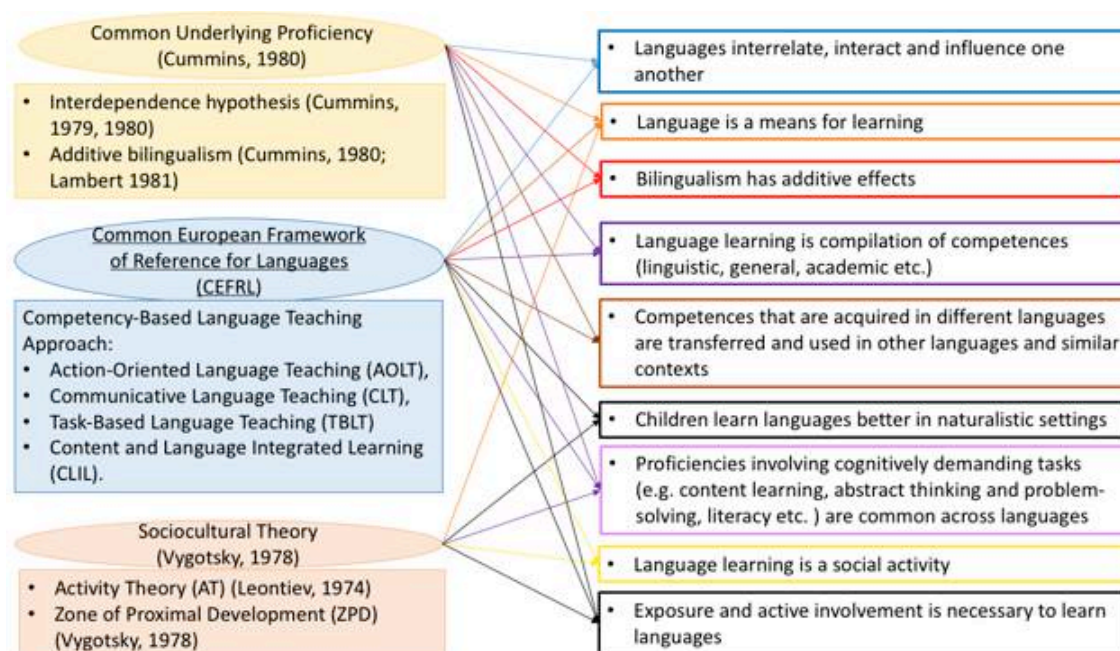 Common Underlying Proficiency
(Cummins, 1980)
• Interdependence hypothesis (Cummins,
1979, 1980)
• Additive bilingualism (Cummins, 1980;
Lambert 1981)
Common European Framework
of Reference for Languages
(CEFRL)
Competency-Based Language Teaching
Approach:
• Action-Oriented Language Teaching (AOLT),
• Communicative Language Teaching (CLT),
• Task-Based Language Teaching (TBLT)
• Content and Language Integrated Learning
(CLIL).
Sociocultural Theory
(Vygotsky, 1978)
• Activity Theory (AT) (Leontiev, 1974)
• Zone of Proximal Development (ZPD)
(Vygotsky, 1978)
• Languages interrelate, interact and influence one
another
• Language is a means for learning
• Bilingualism has additive effects
• Language learning is compilation of competences
(linguistic, general, academic etc.)
• Competences that are acquired in different languages
are transferred and used in other languages and similar
contexts
• Children learn languages better in naturalistic settings
• Proficiencies involving cognitively demanding tasks
(e.g. content learning, abstract thinking and problem-
solving, literacy etc. ) are common across languages
• Language learning is a social activity
• Exposure and active involvement is necessary to learn
languages